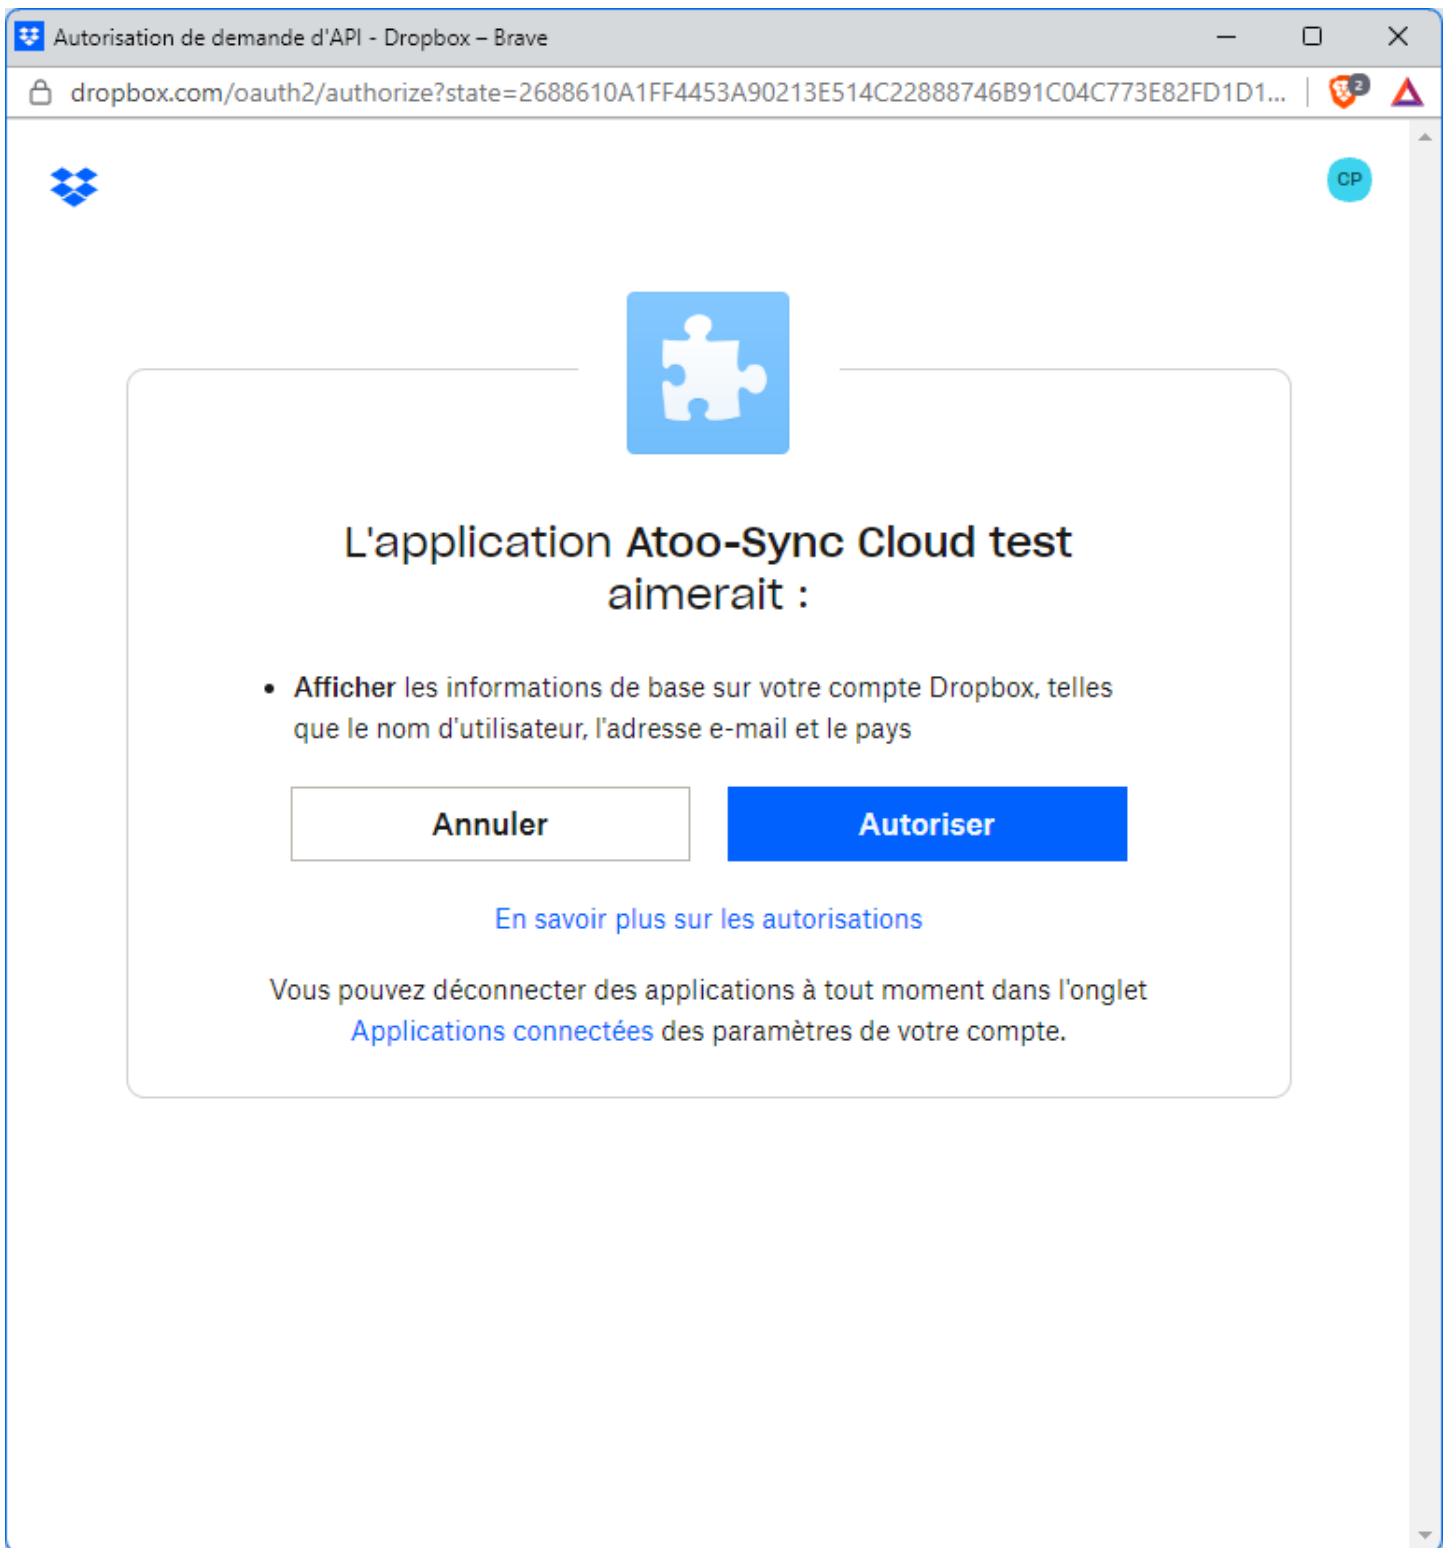 Autorisation de demande d'API - Dropbox – Brave
dropbox.com/oauth2/authorize?state=2688610A1FF4453A90213E514C22888746B91C04C773E82FD1D1...
2
CP
L'application Atoo-Sync Cloud test
aimerait :
• Afficher les informations de base sur votre compte Dropbox, telles
que le nom d'utilisateur, l'adresse e-mail et le pays
Annuler
Autoriser
En savoir plus sur les autorisations
Vous pouvez déconnecter des applications à tout moment dans l'onglet
Applications connectées des paramètres de votre compte.